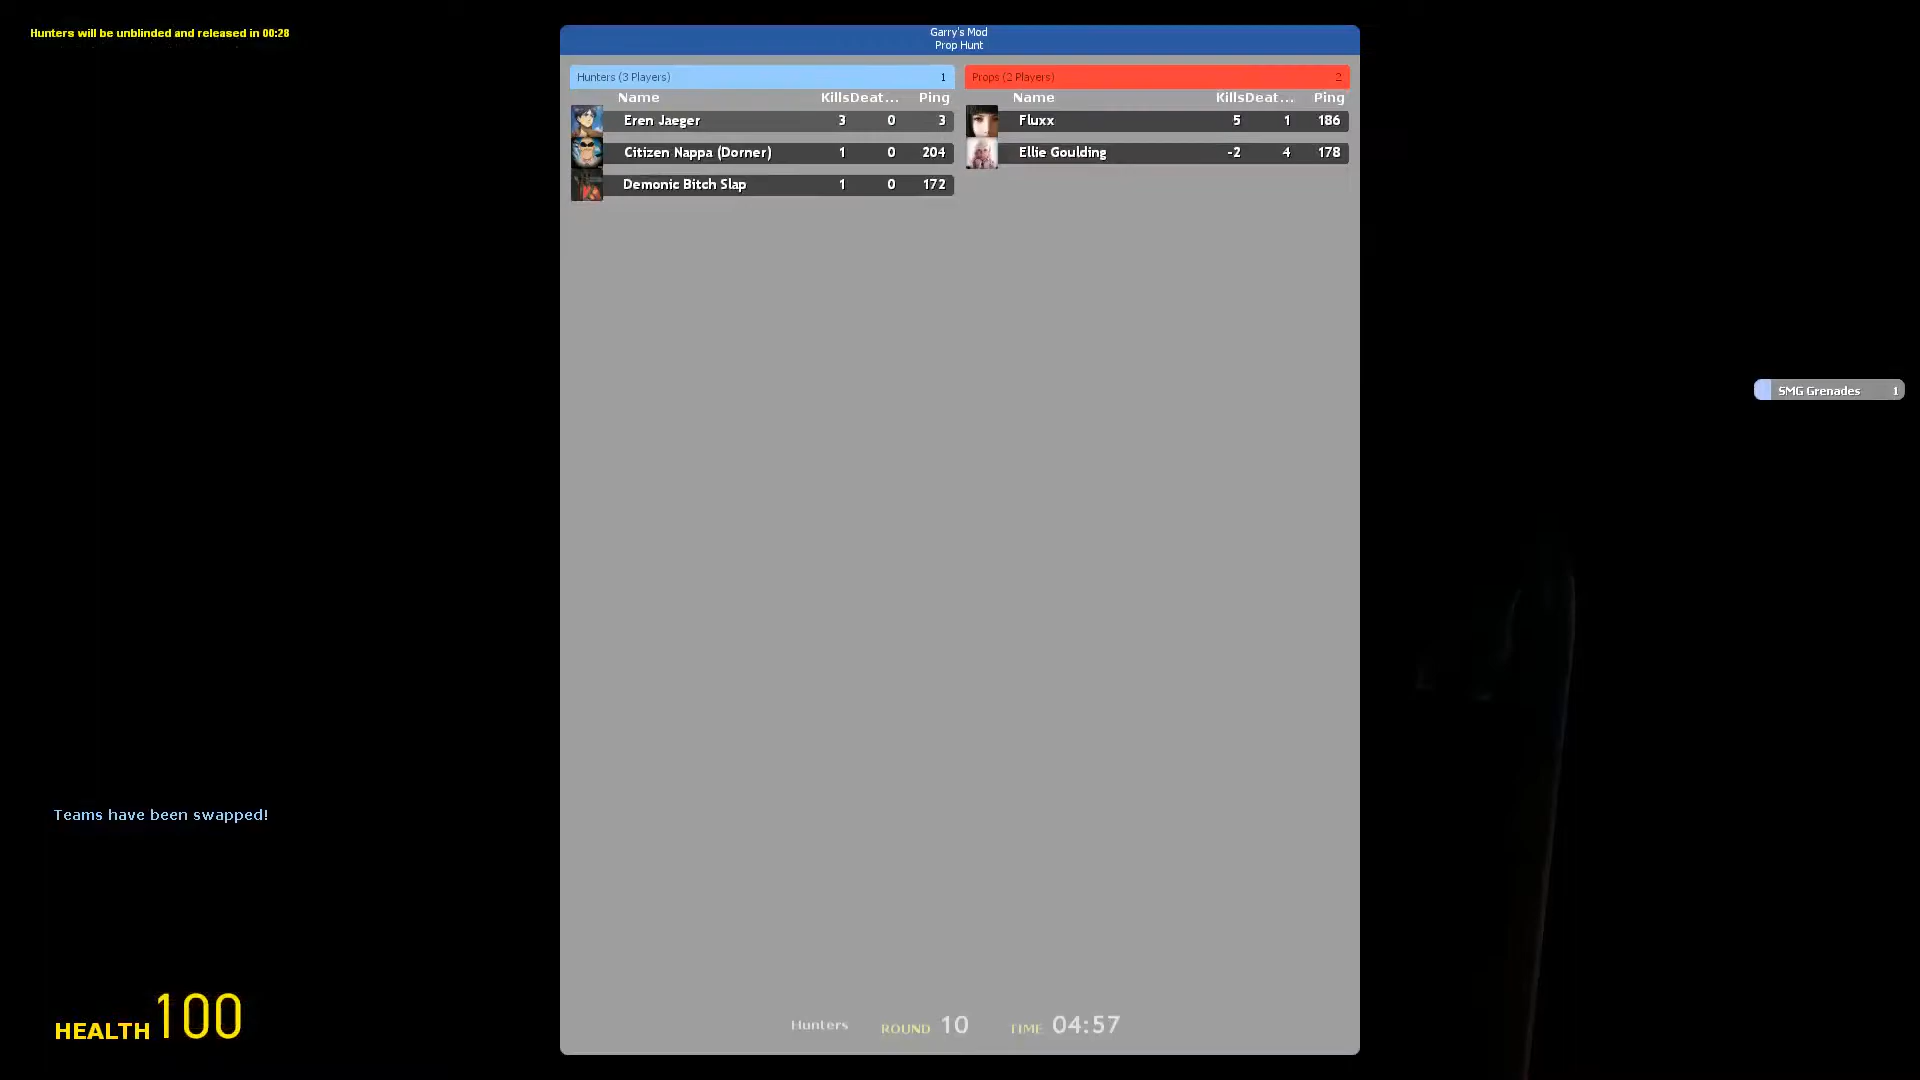 Hunters will be unblinded and released in 00:28
Garry's Mod
Prop Hunt
Hunters (3 Players) 1
Name KillsDeat... Ping
Eren Jaeger 3 0 3
Citizen Nappa (Dorner) 1 0 204
Demonic Bitch Slap 1 0 172
Props (2 Players) 2
Name KillsDeat... Ping
Fluxx 5 1 186
Ellie Goulding -2 4 178
SMG Grenades 1
Teams have been swapped!
HEALTH 100
Hunters ROUND 10 TIME 04:57